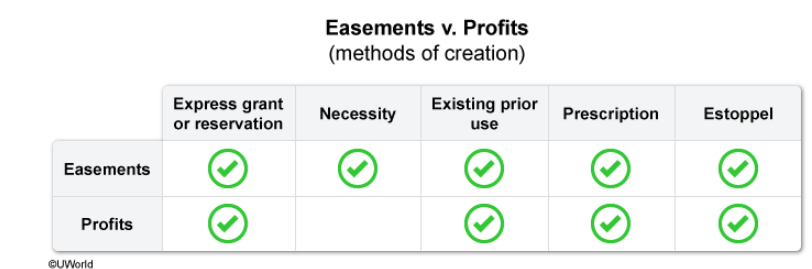 Easements v. Profits
(methods of creation)
Express grant or reservation
Necessity
Existing prior use
Prescription
Estoppel
Easements
Profits
©UWorld